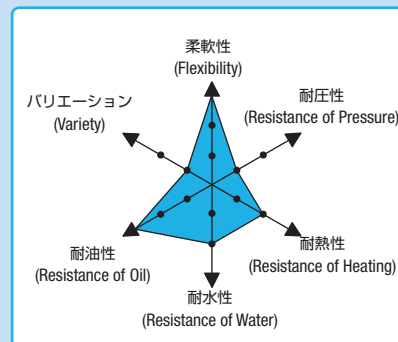 柔軟性
(Flexibility)
バリエーション
(Variety)
耐圧性
(Resistance of Pressure)
耐油性
(Resistance of Oil)
耐熱性
(Resistance of Heating)
耐水性
(Resistance of Water)